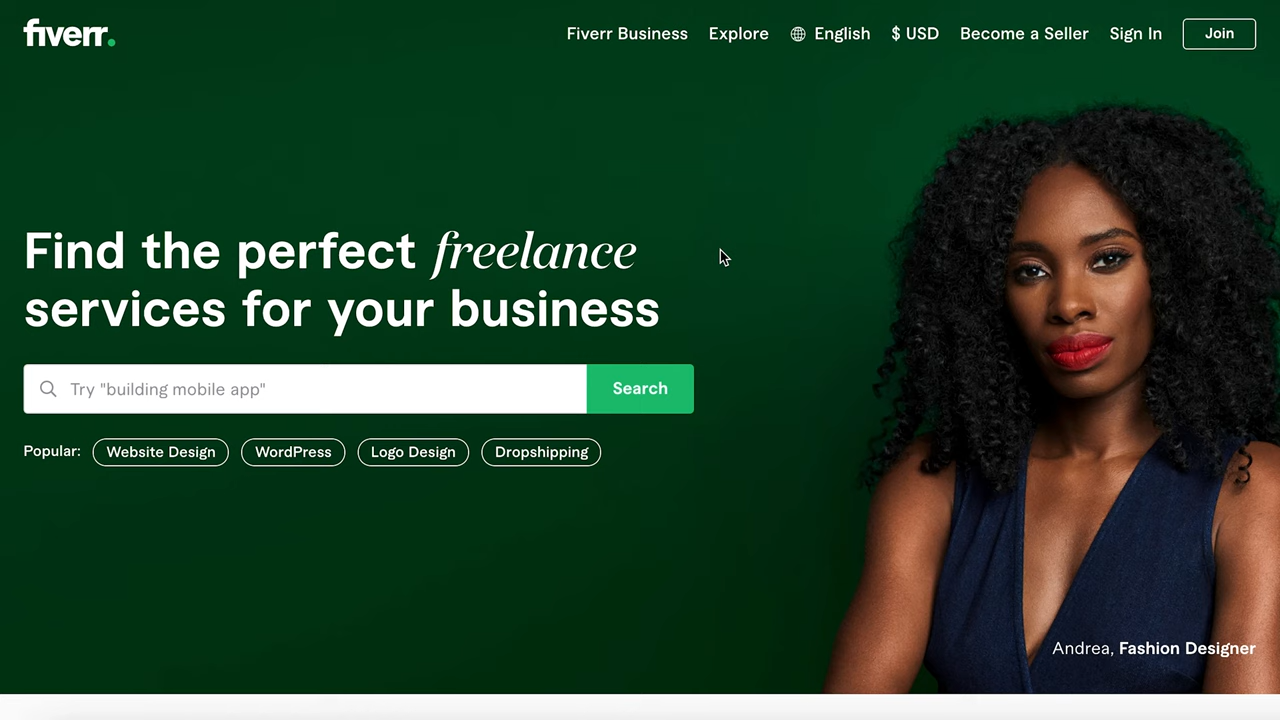 fiverr.
Fiverr Business Explore English $ USD Become a Seller Sign In Join
Find the perfect freelance
services for your business
Try "building mobile app" Search
Popular: Website Design WordPress Logo Design Dropshipping
Andrea, Fashion Designer